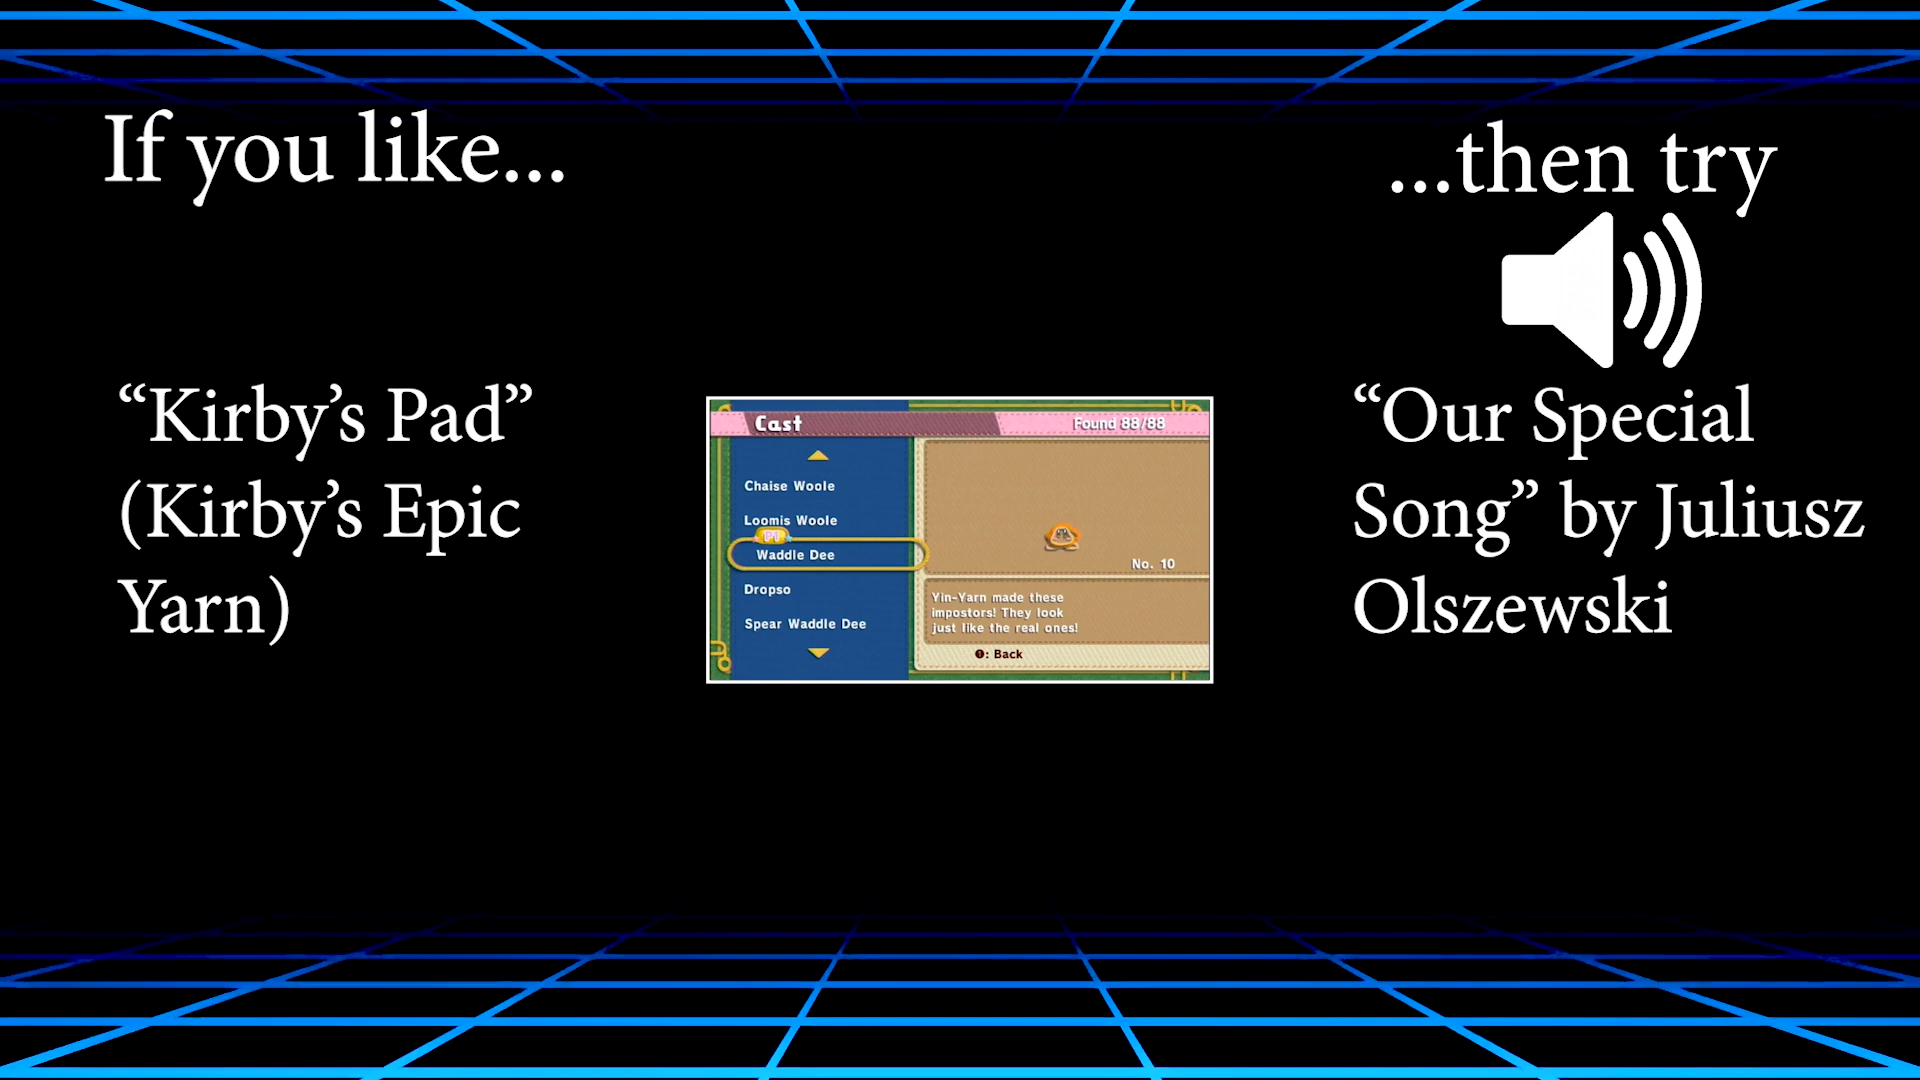 If you like...
...then try
“Kirby’s Pad”
(Kirby’s Epic
Yarn)
Cast
Found 88/88
Chaise Woole
Loomis Woole
P1
Waddle Dee
Dropso
Spear Waddle Dee
No. 10
Yin-Yarn made these
impostors! They look
just like the real ones!
❶: Back
“Our Special
Song” by Juliusz
Olszewski